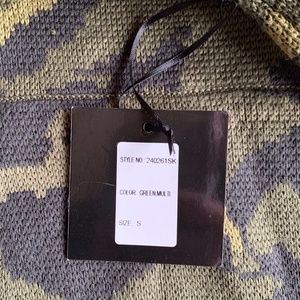 STYLE NO: 240261SK
COLOR: GREEN MULTI
SIZE: S